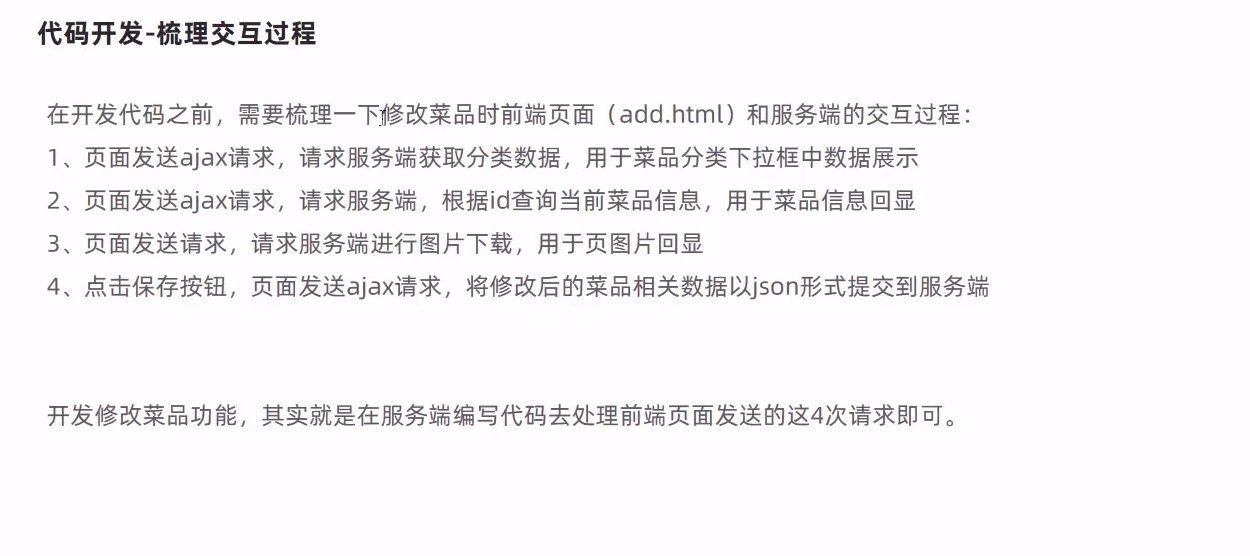 代码开发-梳理交互过程
在开发代码之前，需要梳理一下修改菜品时前端页面（add.html）和服务端的交互过程：
1、页面发送ajax请求，请求服务端获取分类数据，用于菜品分类下拉框中数据展示
2、页面发送ajax请求，请求服务端，根据id查询当前菜品信息，用于菜品信息回显
3、页面发送请求，请求服务端进行图片下载，用于页图片回显
4、点击保存按钮，页面发送ajax请求，将修改后的菜品相关数据以json形式提交到服务端
开发修改菜品功能，其实就是在服务端编写代码去处理前端页面发送的这4次请求即可。